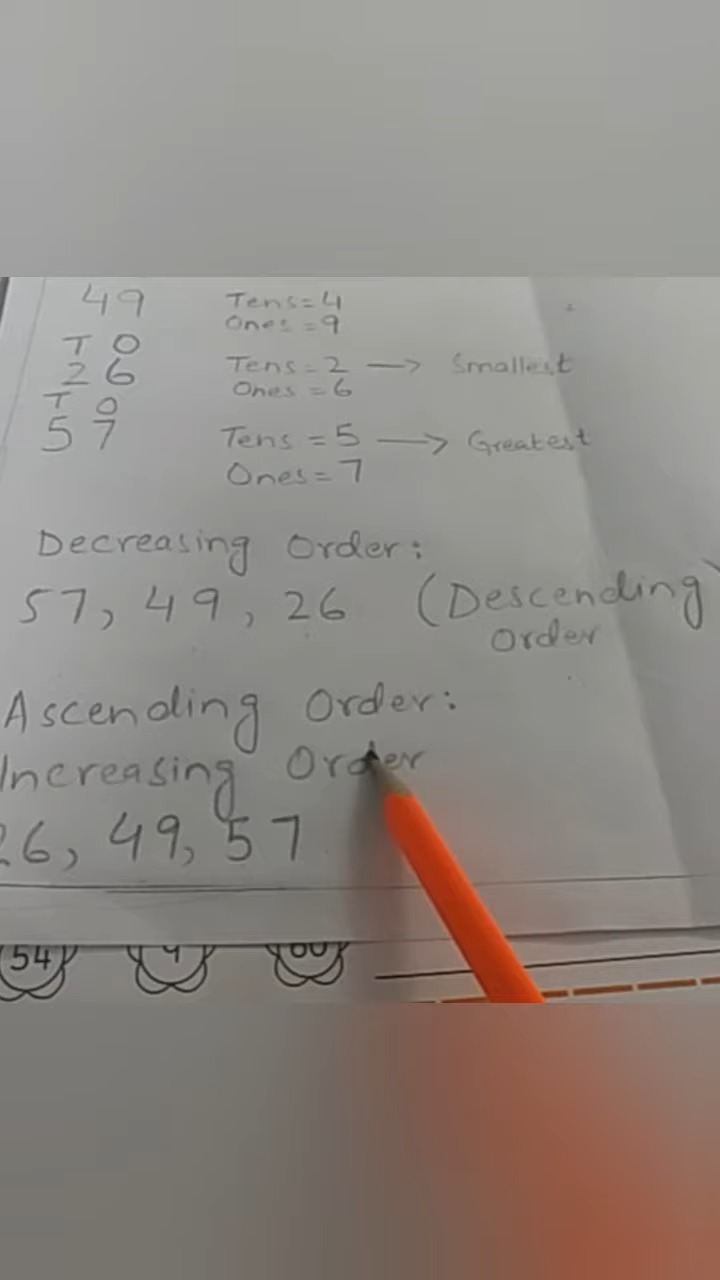 49 Tens=4
Ones=9
T O
26 Tens=2 → Smallest
Ones=6
T O
57 Tens=5 → Greatest
Ones=7
Decreasing Order:
57, 49, 26 (Descending
Order
Ascending Order:
Increasing Order
26, 49, 57
54